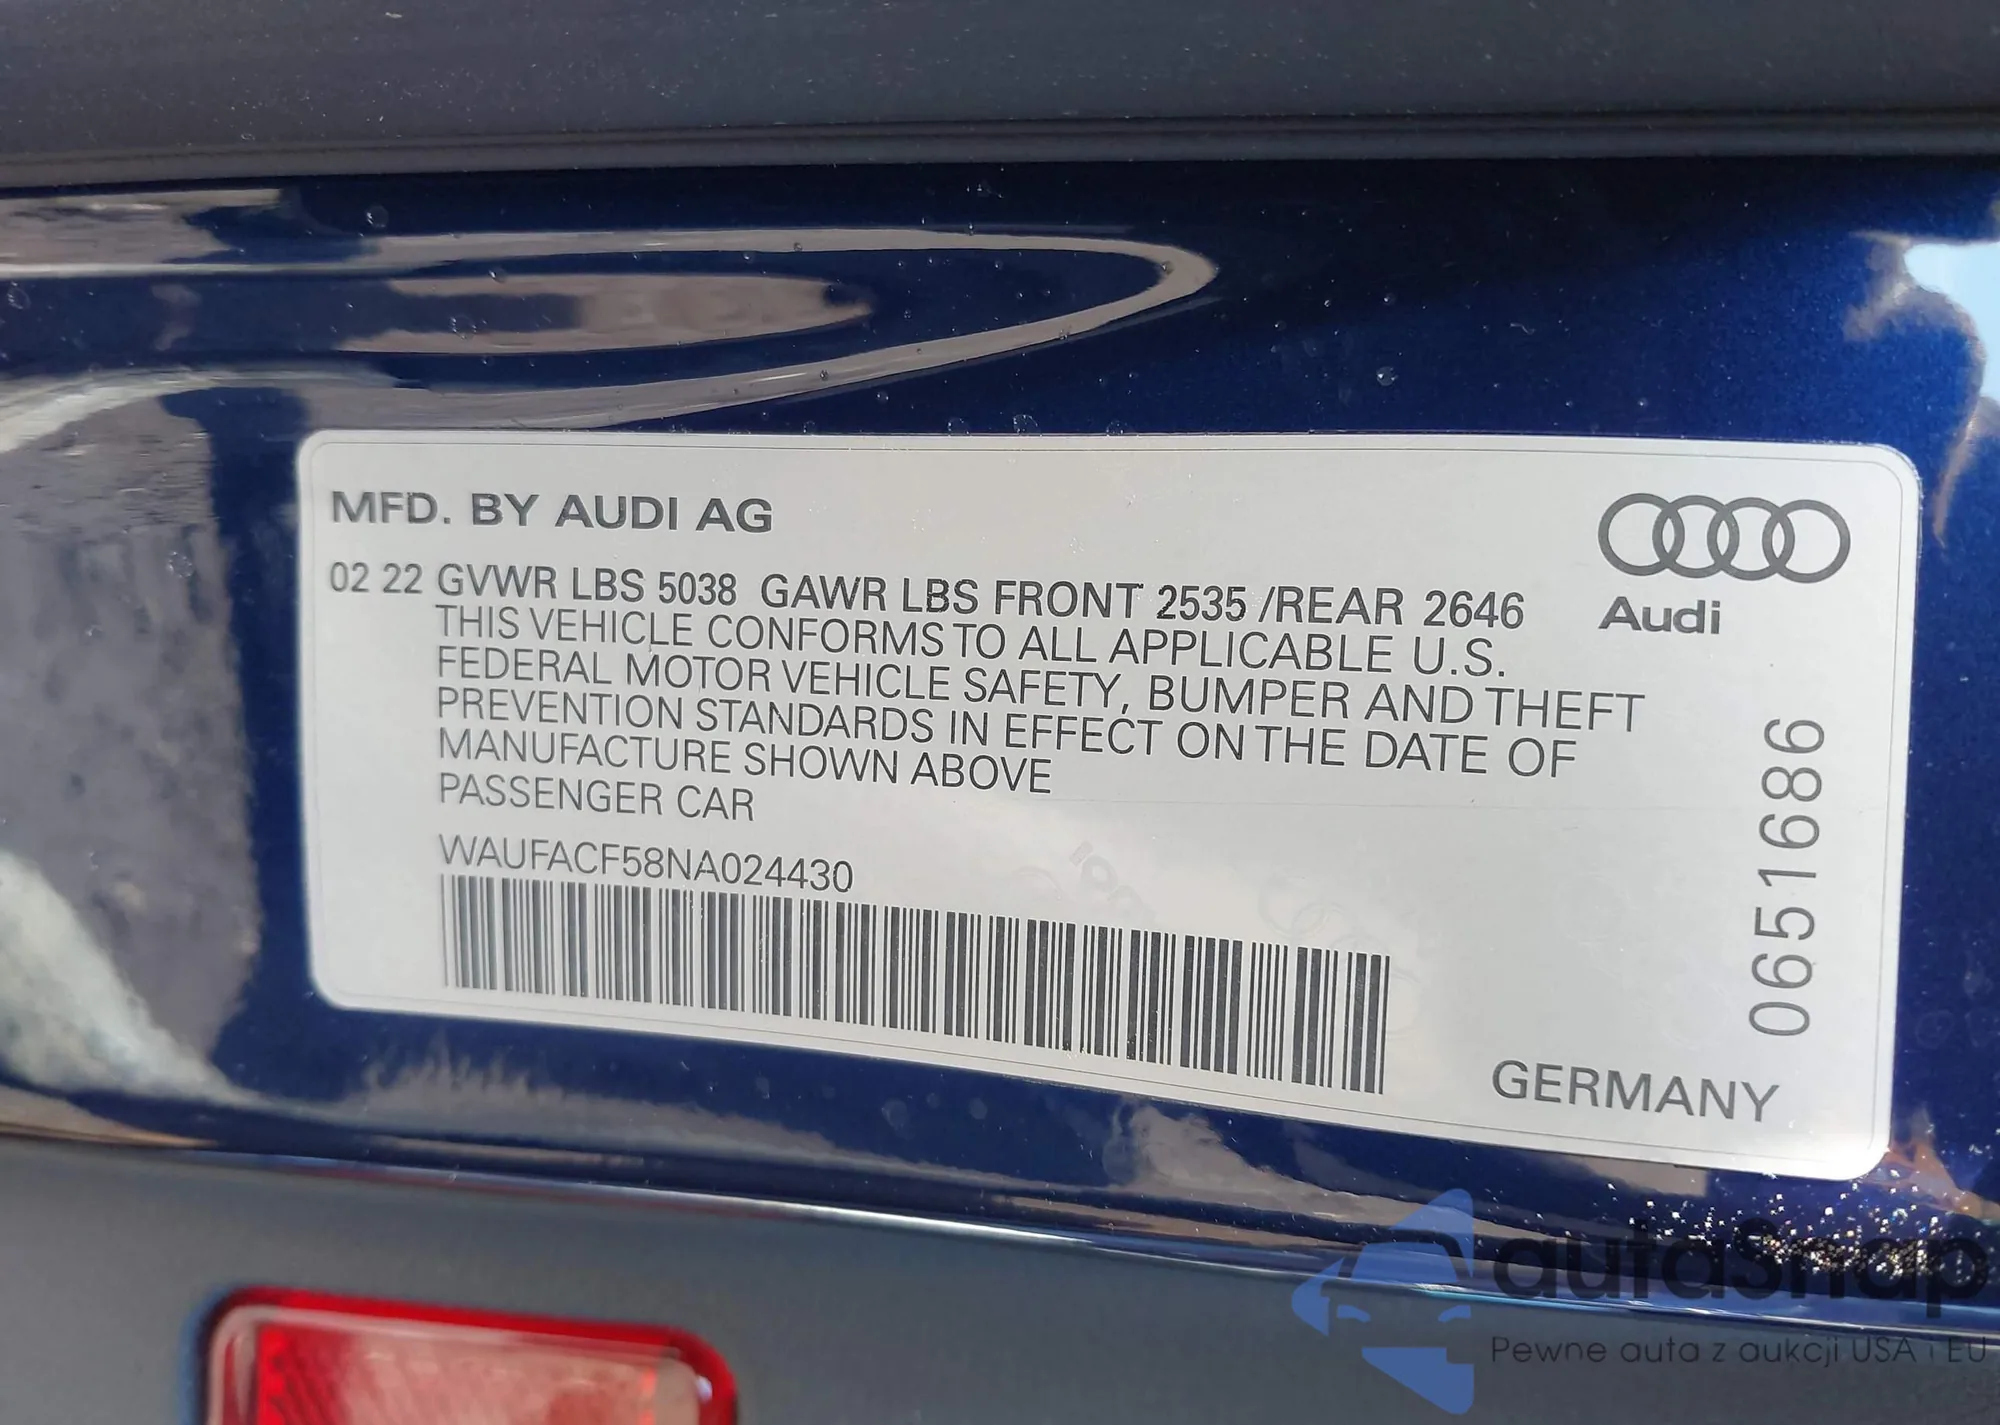 MFD. BY AUDI AG
02 22 GVWR LBS 5038 GAWR LBS FRONT 2535 /REAR 2646
THIS VEHICLE CONFORMS TO ALL APPLICABLE U.S.
FEDERAL MOTOR VEHICLE SAFETY, BUMPER AND THEFT
PREVENTION STANDARDS IN EFFECT ON THE DATE OF
MANUFACTURE SHOWN ABOVE
PASSENGER CAR
WAUFACF58NA024430
Audi
0651686
GERMANY
autaSnap
Pewne auta z aukcji USA i EU